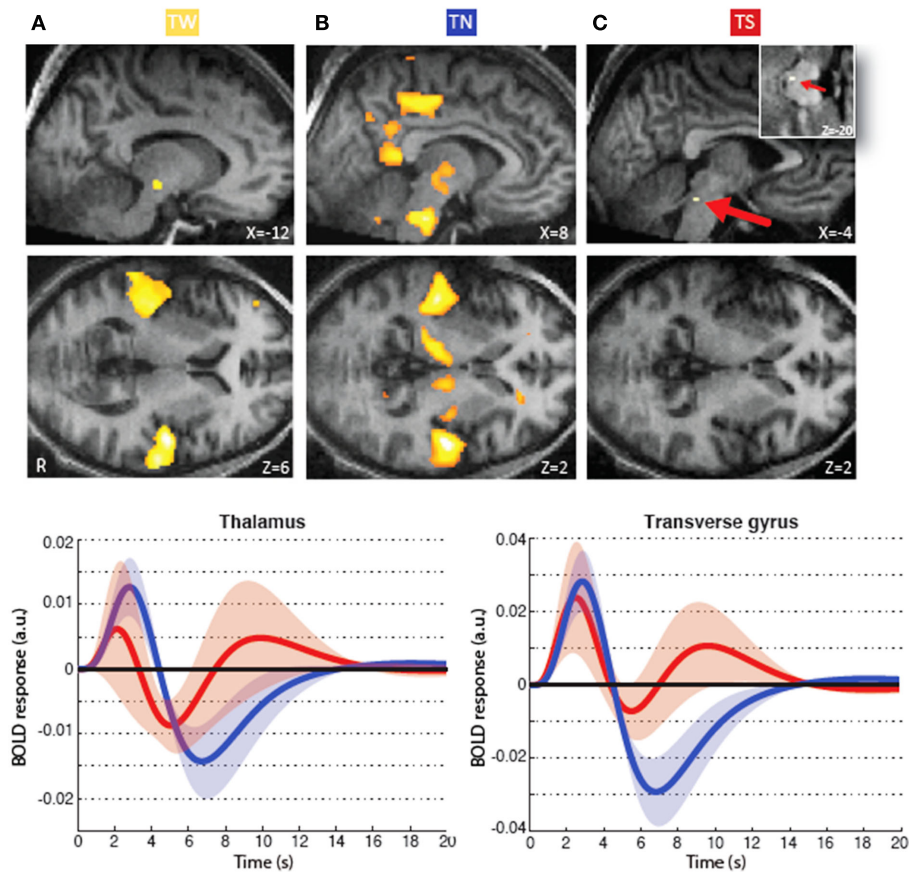 A TW B TN C TS
Z=-20
X=-12 X=8 X=-4
R Z=6 Z=2 Z=2
Thalamus
BOLD response (a.u.)
0.02
0.01
0
-0.01
-0.02
0 2 4 6 8 10 12 14 16 18 20
Time (s)
Transverse gyrus
BOLD response (a.u.)
0.04
0.02
0
-0.02
-0.04
0 2 4 6 8 10 12 14 16 18 20
Time (s)